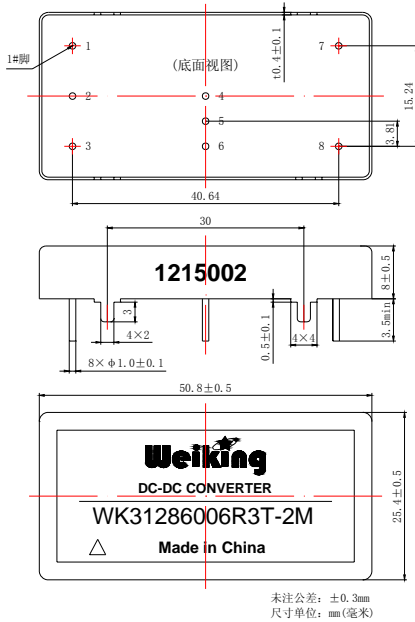 t0.4±0.1
1#脚
1
7
(底面视图)
2
4
5
3
6
8
15.24
3.81
40.64
30
1215002
8±0.5
3.5min
3
0.5±0.1
4×2
4×4
8×φ1.0±0.1
50.8±0.5
Weiking
DC-DC CONVERTER
WK31286006R3T-2M
Made in China
25.4±0.5
未注公差: ±0.3mm
尺寸单位: mm(毫米)